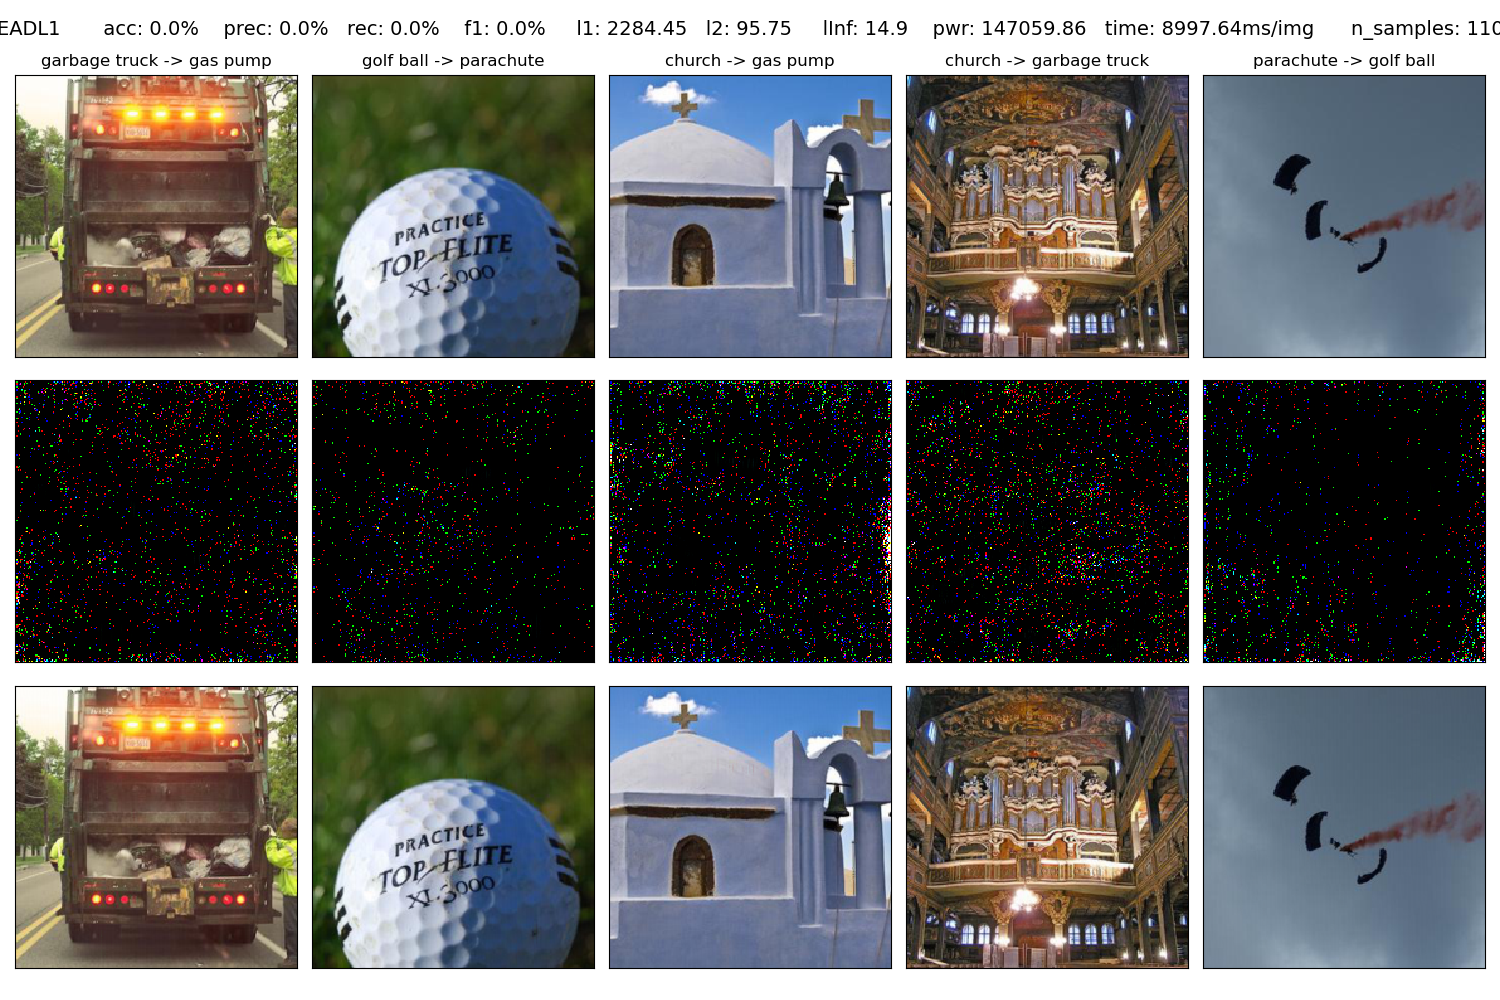 EADL1 acc: 0.0% prec: 0.0% rec: 0.0% f1: 0.0% l1: 2284.45 l2: 95.75 lInf: 14.9 pwr: 147059.86 time: 8997.64ms/img n_samples: 110
garbage truck -> gas pump
golf ball -> parachute
church -> gas pump
church -> garbage truck
parachute -> golf ball
PRACTICE
TOP-FLITE
XL·3000
PRACTICE
TOP-FLITE
XL·3000